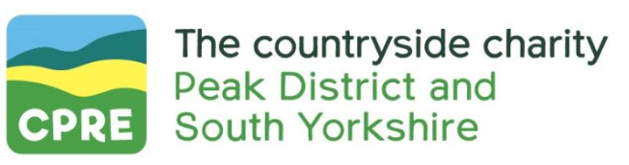 CPRE
The countryside charity
Peak District and
South Yorkshire